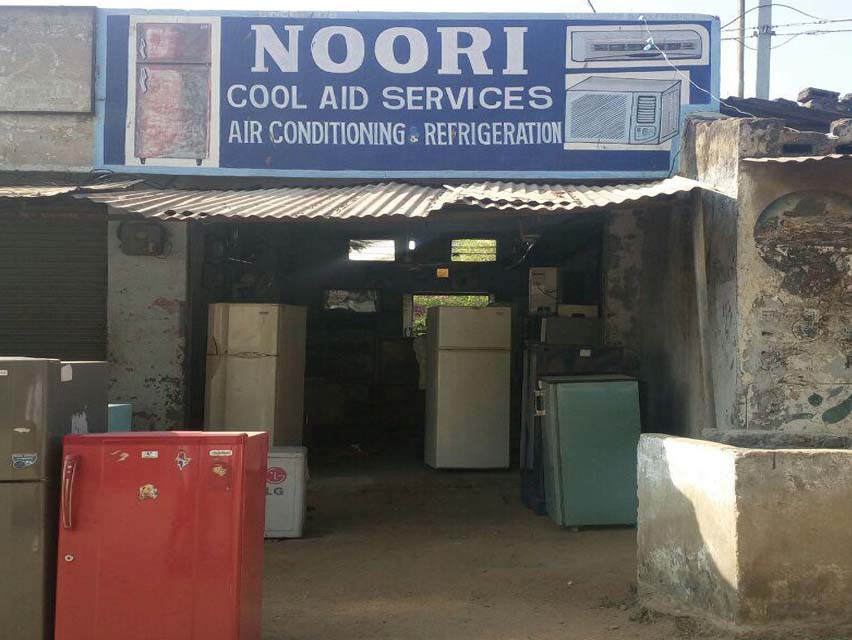 NOORI
COOL AID SERVICES
AIR CONDITIONING & REFRIGERATION
LG